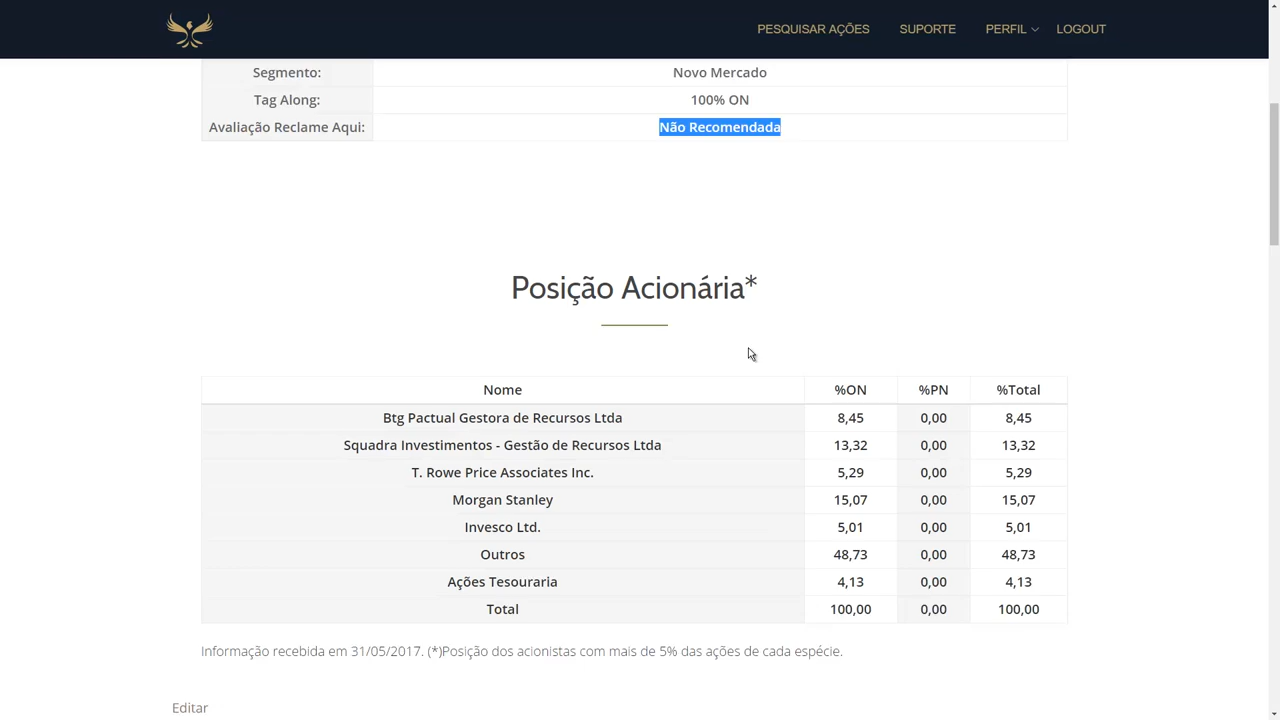 PESQUISAR AÇÕES SUPORTE PERFIL LOGOUT
Segmento: Novo Mercado
Tag Along: 100% ON
Avaliação Reclame Aqui: Não Recomendada
Posição Acionária*
Nome %ON %PN %Total
Btg Pactual Gestora de Recursos Ltda 8,45 0,00 8,45
Squadra Investimentos - Gestão de Recursos Ltda 13,32 0,00 13,32
T. Rowe Price Associates Inc. 5,29 0,00 5,29
Morgan Stanley 15,07 0,00 15,07
Invesco Ltd. 5,01 0,00 5,01
Outros 48,73 0,00 48,73
Ações Tesouraria 4,13 0,00 4,13
Total 100,00 0,00 100,00
Informação recebida em 31/05/2017. (*)Posição dos acionistas com mais de 5% das ações de cada espécie.
Editar